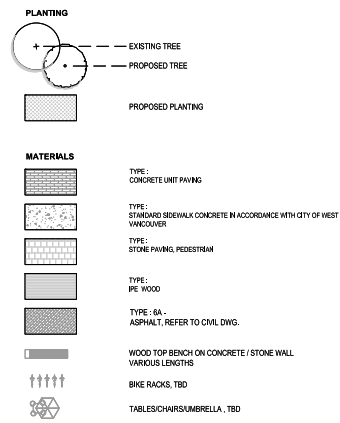 PLANTING
EXISTING TREE
PROPOSED TREE
PROPOSED PLANTING
MATERIALS
TYPE :
CONCRETE UNIT PAVING
TYPE :
STANDARD SIDEWALK CONCRETE IN ACCORDANCE WITH CITY OF WEST
VANCOUVER
TYPE :
STONE PAVING, PEDESTRIAN
TYPE :
IPE WOOD
TYPE : 6A -
ASPHALT, REFER TO CIVIL DWG.
WOOD TOP BENCH ON CONCRETE / STONE WALL
VARIOUS LENGTHS
BIKE RACKS, TBD
TABLES/CHAIRS/UMBRELLA , TBD